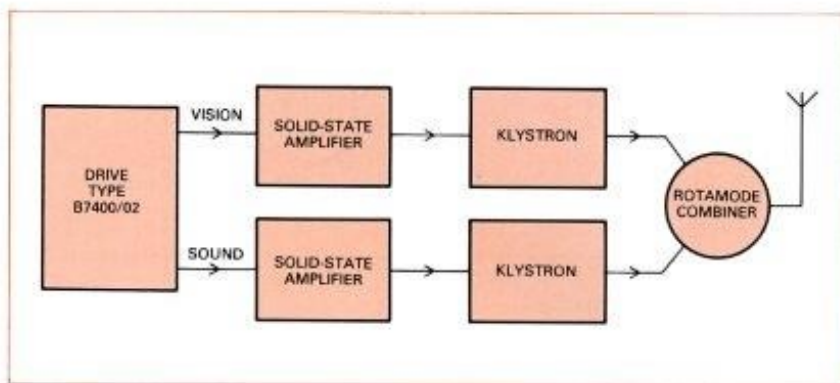 DRIVE
TYPE
B7400/02
VISION
SOUND
SOLID-STATE
AMPLIFIER
KLYSTRON
SOLID-STATE
AMPLIFIER
KLYSTRON
ROTAMODE
COMBINER